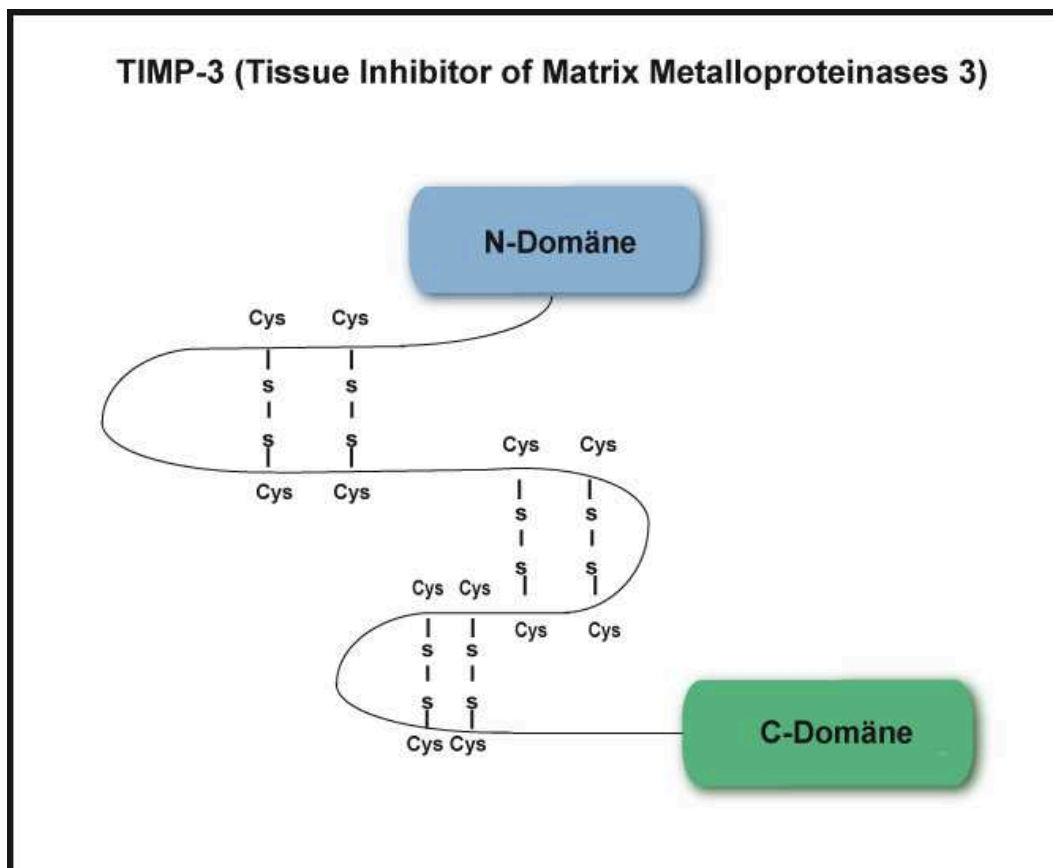 TIMP-3 (Tissue Inhibitor of Matrix Metalloproteinases 3)
N-Domäne
Cys Cys
I I
s s
I I
s s
I I
Cys Cys
Cys Cys
I I
s s
I I
s s
I I
Cys Cys
Cys Cys
I I
s s
I I
s s
I I
Cys Cys
C-Domäne